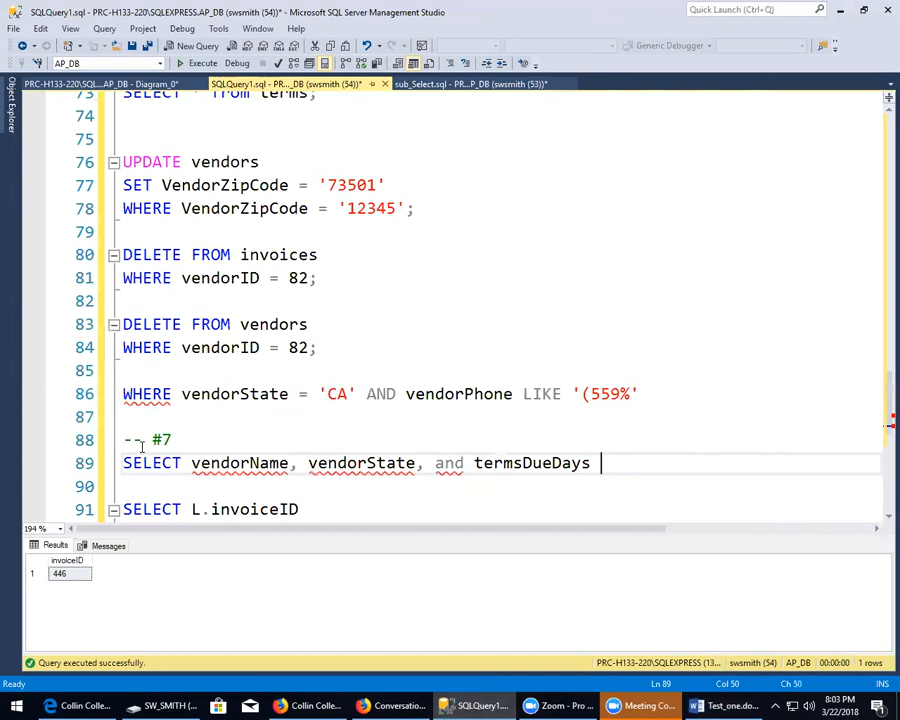 SQLQuery1.sql - PRC-H133-220\SQLEXPRESS.AP_DB (swsmith (54))* - Microsoft SQL Server Management Studio
Quick Launch (Ctrl+Q)
File Edit View Query Project Debug Tools Window Help
New Query
Generic Debugger
AP_DB Execute Debug
PRC-H133-220\SQL...AP_DB - Diagram_0* SQLQuery1.sql - PR..._DB (swsmith (54))* sub_Select.sql - PR...P_DB (swsmith (53))*
Object Explorer
73 SELECT * from terms;
74
75
76 UPDATE vendors
77 SET VendorZipCode = '73501'
78 WHERE VendorZipCode = '12345';
79
80 DELETE FROM invoices
81 WHERE vendorID = 82;
82
83 DELETE FROM vendors
84 WHERE vendorID = 82;
85
86 WHERE vendorState = 'CA' AND vendorPhone LIKE '(559%'
87
88 -- #7
89 SELECT vendorName, vendorState, and termsDueDays
90
91 SELECT L.invoiceID
194 %
Results Messages
invoiceID
1 446
Query executed successfully. PRC-H133-220\SQLEXPRESS (13... swsmith (54) AP_DB 00:00:00 1 rows
Ready Ln 89 Col 50 Ch 50 INS
Collin Colle... SW_SMITH (... Collin Colle... Conversatio... SQLQuery1.... Zoom - Pro ... Meeting Co... Test_one.do...
8:03 PM
3/22/2018